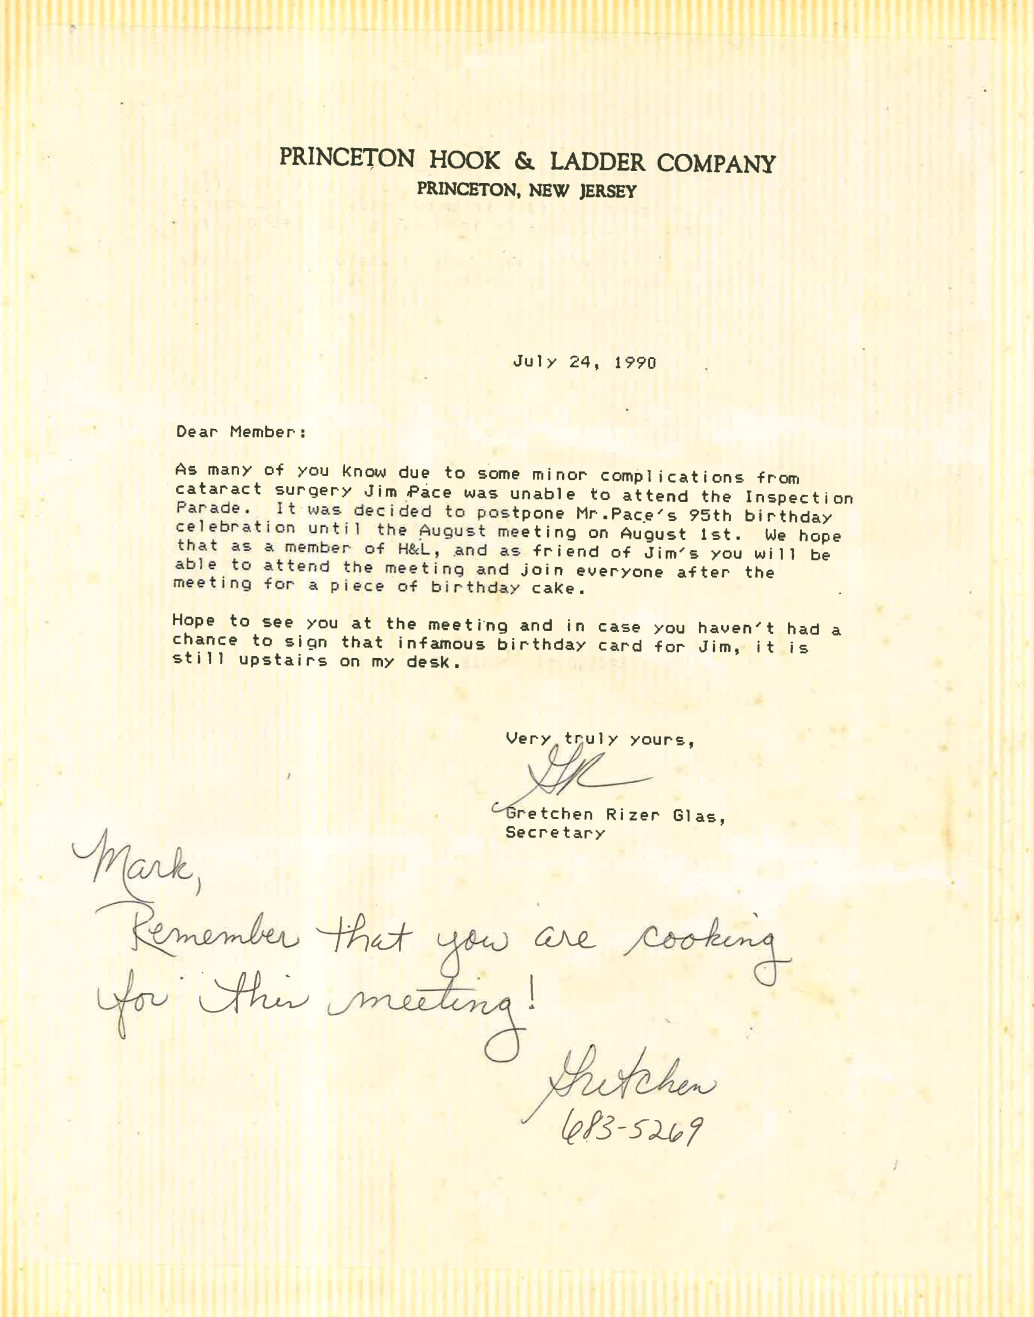 PRINCETON HOOK & LADDER COMPANY
PRINCETON, NEW JERSEY
July 24, 1990
Dear Member:
As many of you know due to some minor complications from
cataract surgery Jim Pace was unable to attend the Inspection
Parade. It was decided to postpone Mr.Pace's 95th birthday
celebration until the August meeting on August 1st. We hope
that as a member of H&L, and as friend of Jim's you will be
able to attend the meeting and join everyone after the
meeting for a piece of birthday cake.
Hope to see you at the meeting and in case you haven't had a
chance to sign that infamous birthday card for Jim, it is
still upstairs on my desk.
Very truly yours,
GR
Gretchen Rizer Glas,
Secretary
Mark,
Remember that you are cooking
for this meeting!
Gretchen
683-5269